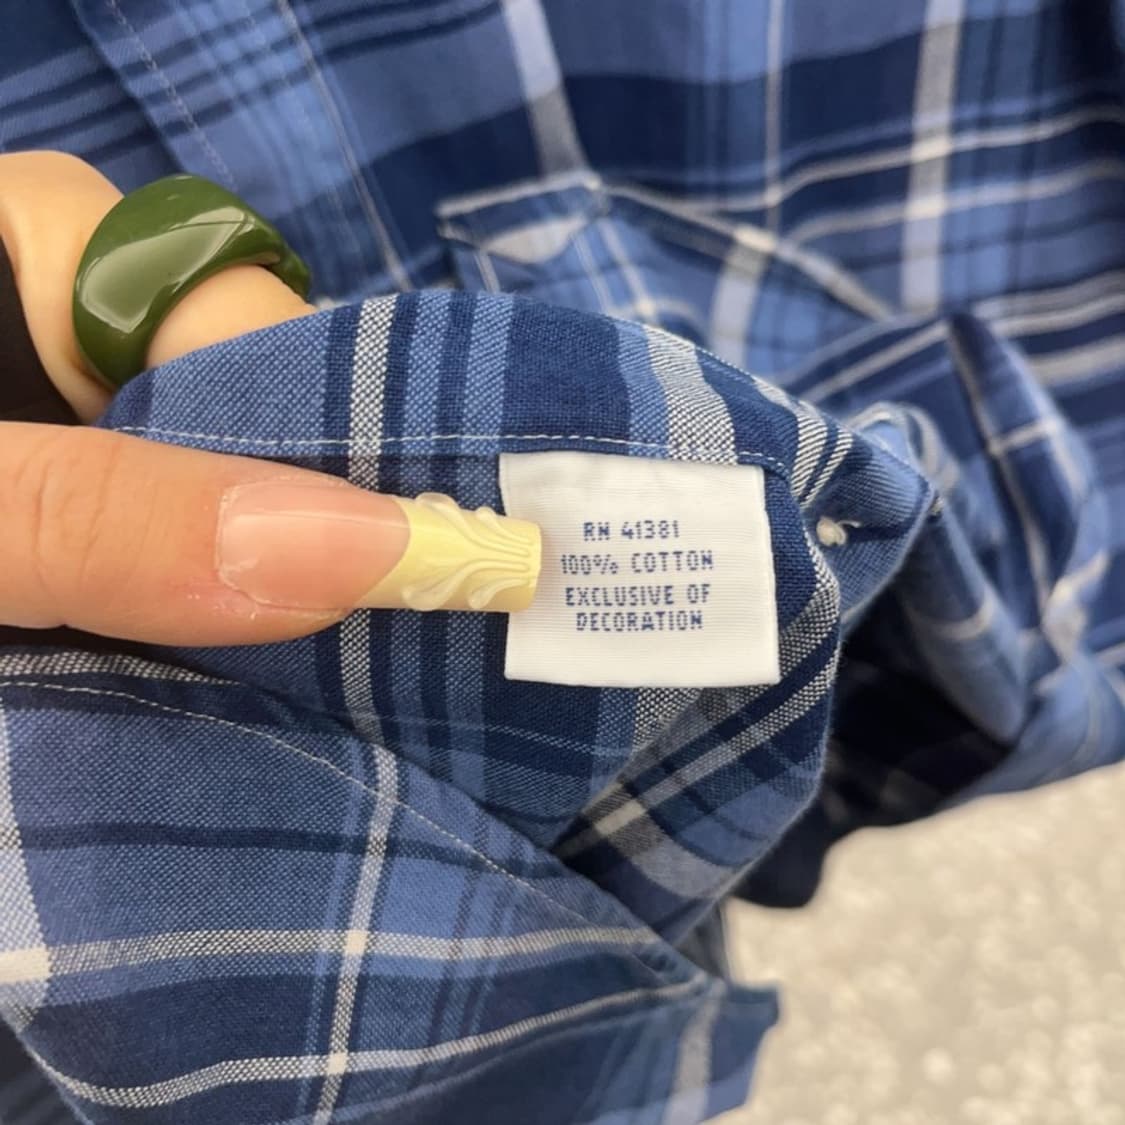 RN 41381
100% COTTON
EXCLUSIVE OF
DECORATION